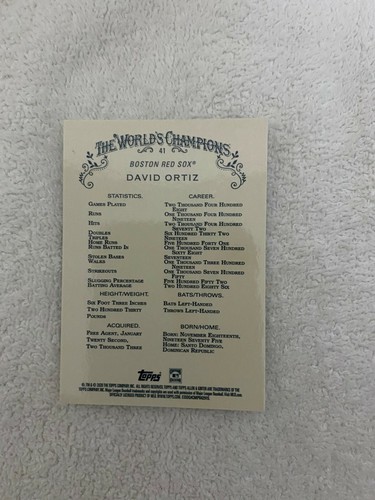 THE WORLD'S CHAMPIONS
41
BOSTON RED SOX®
DAVID ORTIZ
STATISTICS. CAREER.
GAMES PLAYED TWO THOUSAND FOUR HUNDRED
EIGHT
RUNS ONE THOUSAND FOUR HUNDRED
NINETEEN
HITS TWO THOUSAND FOUR HUNDRED
SEVENTY TWO
DOUBLES SIX HUNDRED THIRTY TWO
TRIPLES NINETEEN
HOME RUNS FIVE HUNDRED FORTY ONE
RUNS BATTED IN ONE THOUSAND SEVEN HUNDRED
SIXTY EIGHT
STOLEN BASES SEVENTEEN
WALKS ONE THOUSAND THREE HUNDRED
NINETEEN
STRIKEOUTS ONE THOUSAND SEVEN HUNDRED
FIFTY
SLUGGING PERCENTAGE FIVE HUNDRED FIFTY TWO
BATTING AVERAGE TWO HUNDRED EIGHTY SIX
HEIGHT/WEIGHT. BATS/THROWS.
SIX FOOT THREE INCHES BATS LEFT-HANDED
TWO HUNDRED THIRTY THROWS LEFT-HANDED
POUNDS
ACQUIRED. BORN/HOME.
FREE AGENT, JANUARY BORN: NOVEMBER EIGHTEENTH,
TWENTY SECOND, NINETEEN SEVENTY FIVE
TWO THOUSAND THREE HOME: SANTO DOMINGO,
DOMINICAN REPUBLIC
TOPPS